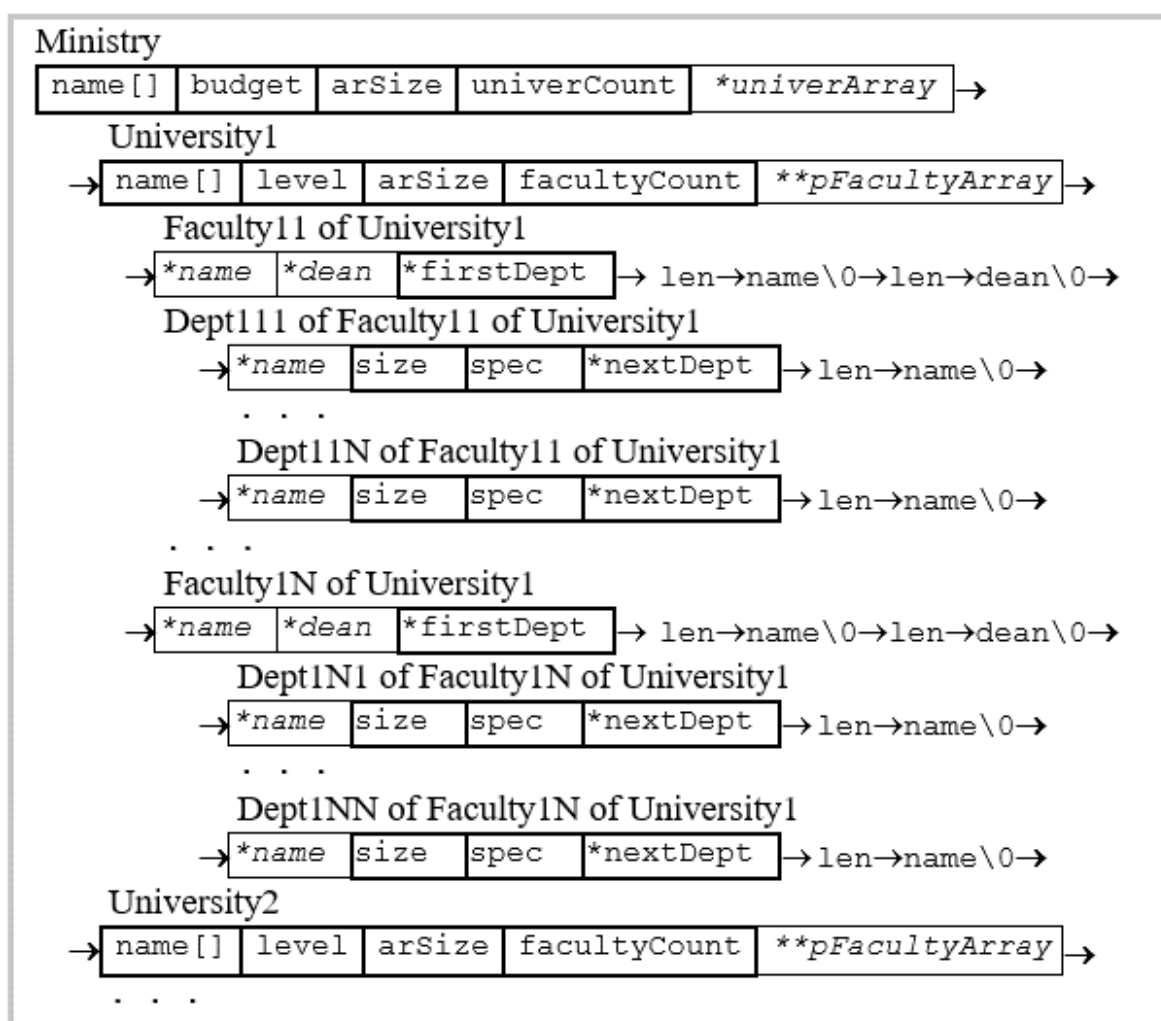 Ministry
name[] budget arSize univerCount *univerArray →
University1
→ name[] level arSize facultyCount **pFacultyArray →
Faculty11 of University1
→ *name *dean *firstDept → len→name\0→len→dean\0→
Dept111 of Faculty11 of University1
→ *name size spec *nextDept → len→name\0→
. . .
Dept11N of Faculty11 of University1
→ *name size spec *nextDept → len→name\0→
. . .
Faculty1N of University1
→ *name *dean *firstDept → len→name\0→len→dean\0→
Dept1N1 of Faculty1N of University1
→ *name size spec *nextDept → len→name\0→
. . .
Dept1NN of Faculty1N of University1
→ *name size spec *nextDept → len→name\0→
University2
→ name[] level arSize facultyCount **pFacultyArray →
. . .